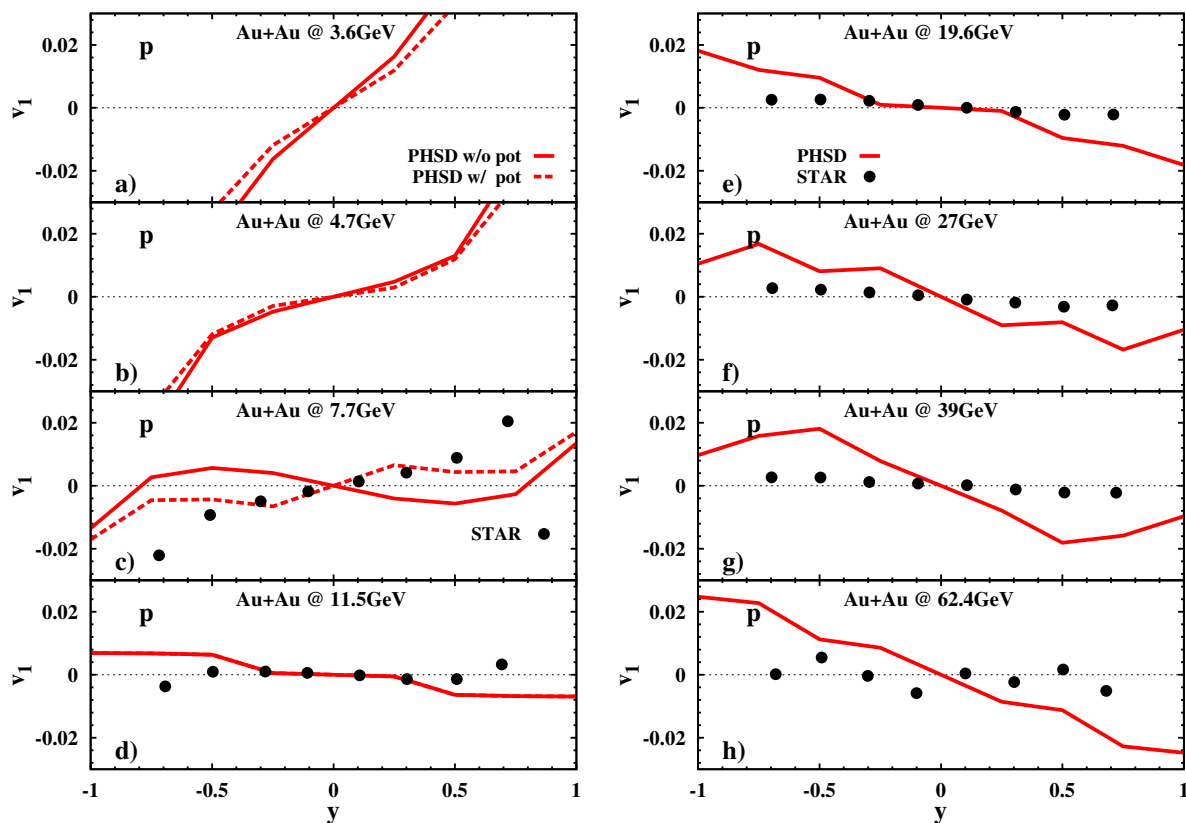 Au+Au @ 3.6GeV
p
0.02
0
-0.02
v1
PHSD w/o pot
PHSD w/ pot
a)
Au+Au @ 4.7GeV
p
0.02
0
-0.02
v1
b)
Au+Au @ 7.7GeV
p
0.02
0
-0.02
v1
STAR
c)
Au+Au @ 11.5GeV
p
0.02
0
-0.02
v1
d)
-1 -0.5 0 0.5 1
y
Au+Au @ 19.6GeV
p
0.02
0
-0.02
v1
PHSD
STAR
e)
Au+Au @ 27GeV
p
0.02
0
-0.02
v1
f)
Au+Au @ 39GeV
p
0.02
0
-0.02
v1
g)
Au+Au @ 62.4GeV
p
0.02
0
-0.02
v1
h)
-1 -0.5 0 0.5 1
y